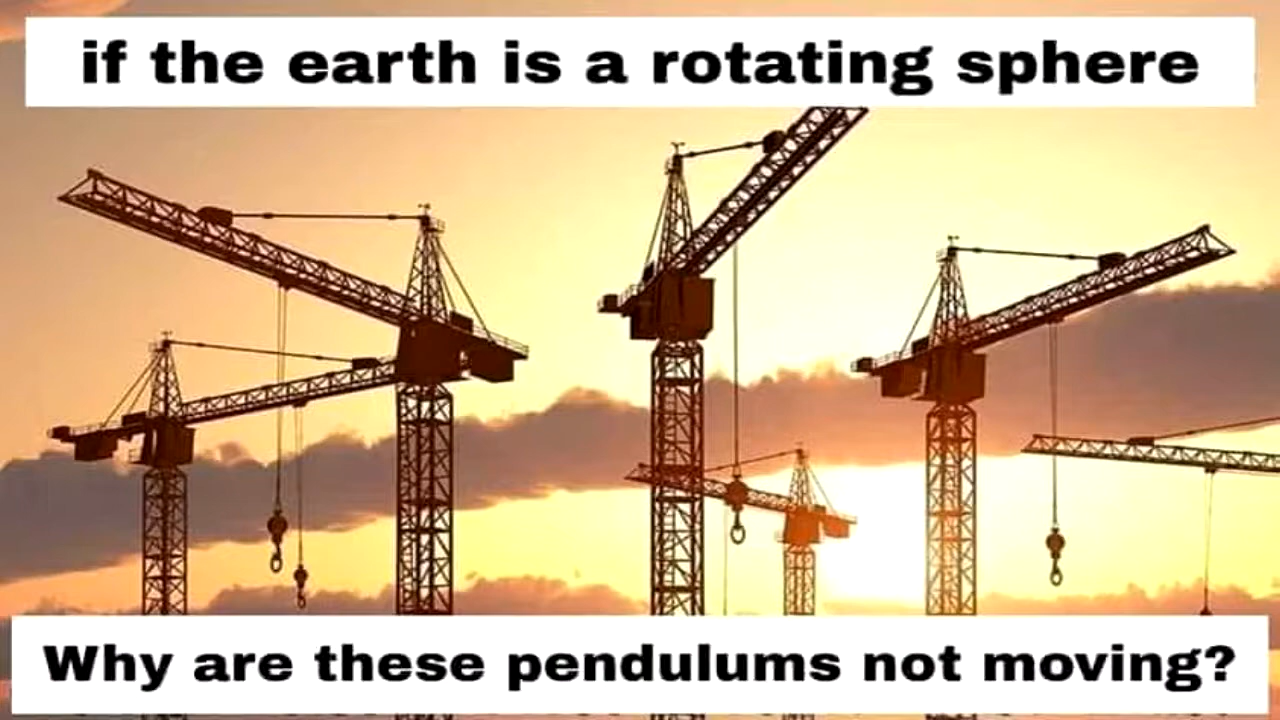 if the earth is a rotating sphere
Why are these pendulums not moving?